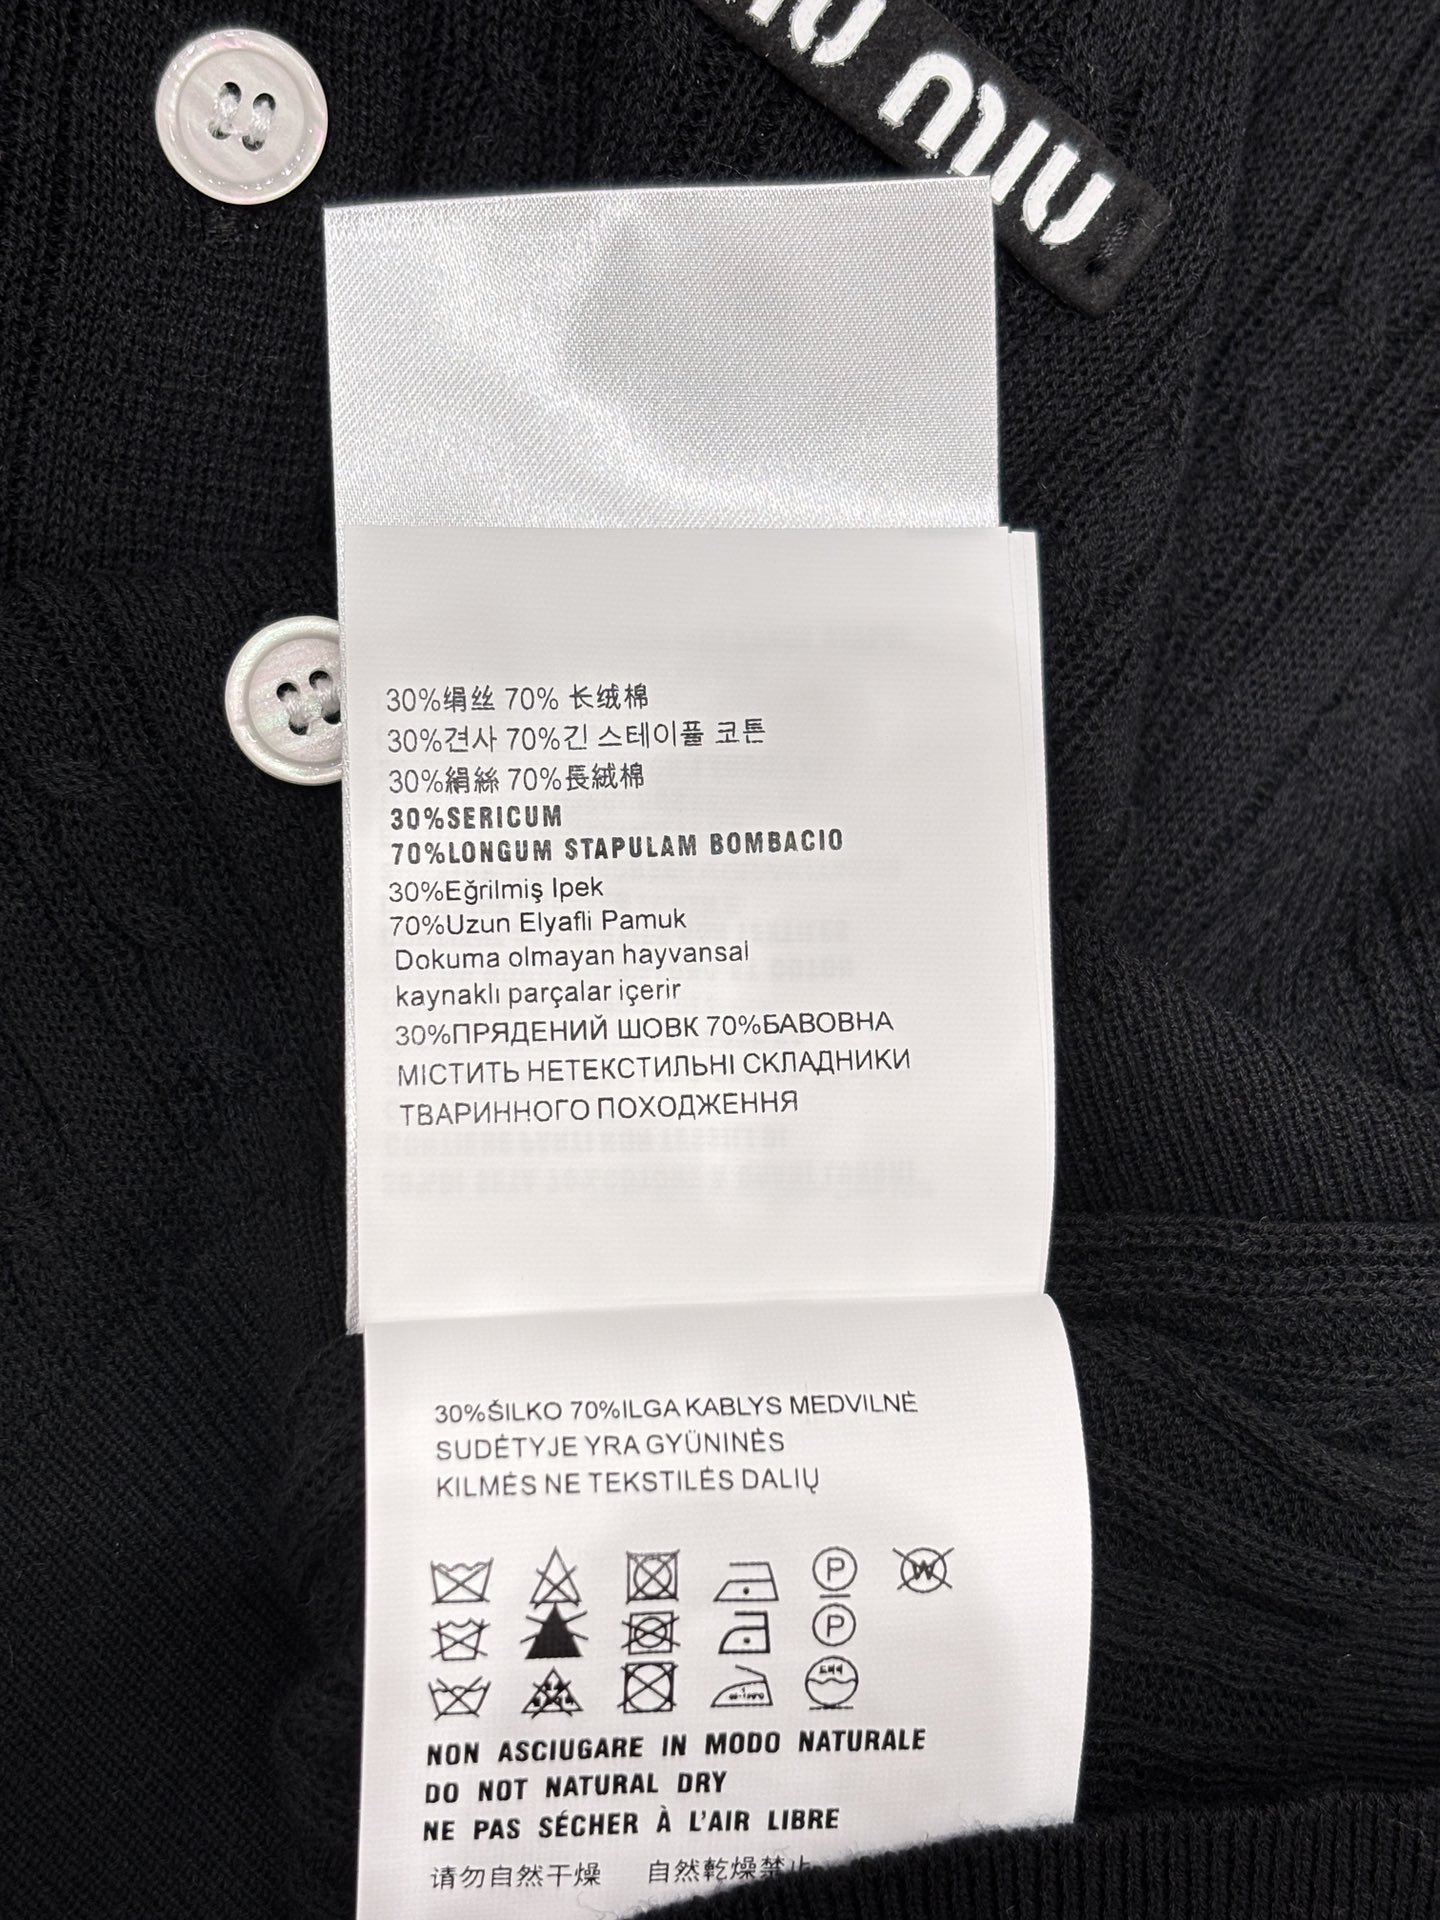 MIU
30%绢丝 70% 长绒棉
30%견사 70%긴 스테이플 코튼
30%絹絲 70%長絨棉
30%SERICUM
70%LONGUM STAPULAM BOMBACIO
30%Eğrilmiş Ipek
70%Uzun Elyafli Pamuk
Dokuma olmayan hayvansal
kaynaklı parçalar içerir
30%ПРЯДЕНИЙ ШОВК 70%БАВОВНА
МІСТИТЬ НЕТЕКСТИЛЬНІ СКЛАДНИКИ
ТВАРИННОГО ПОХОДЖЕННЯ
30%ŠILKO 70%ILGA KABLYS MEDVILNĖ
SUDĖTYJE YRA GYŪNINĖS
KILMĖS NE TEKSTILĖS DALIŲ
P W
P
드라이
NON ASCIUGARE IN MODO NATURALE
DO NOT NATURAL DRY
NE PAS SÉCHER À L'AIR LIBRE
请勿自然干燥 自然乾燥禁止